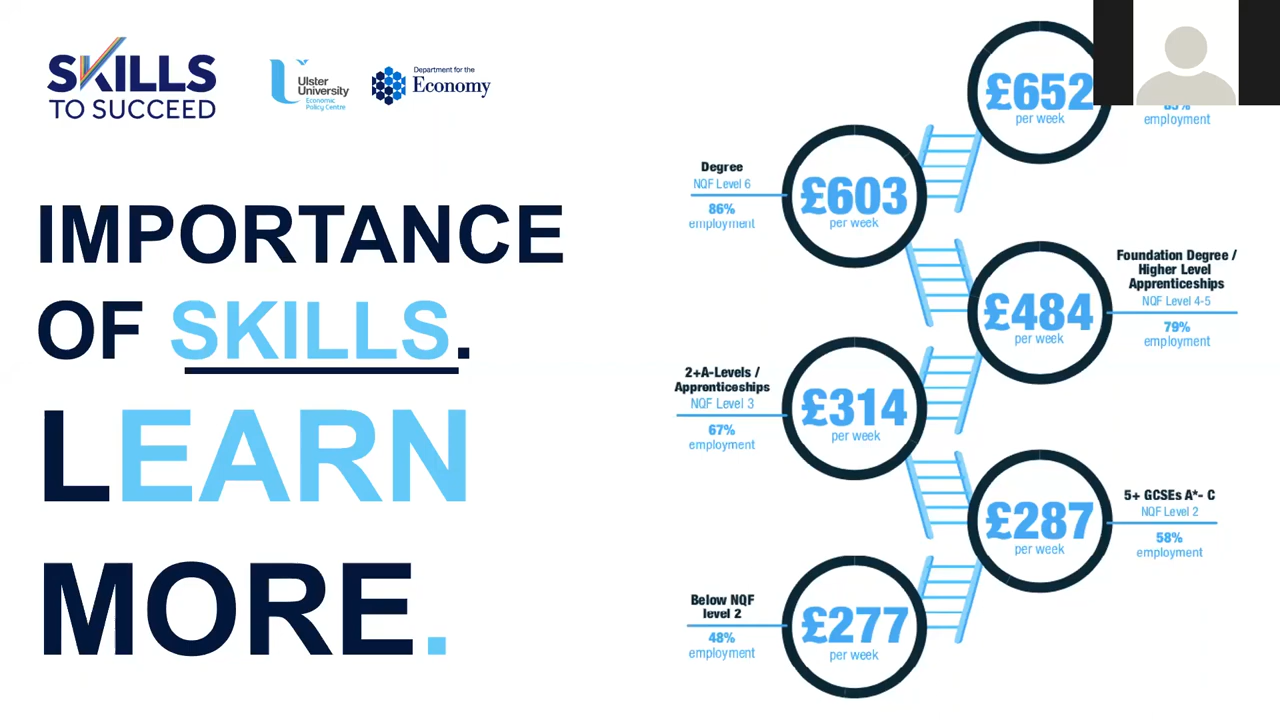 SKILLS
TO SUCCEED
Ulster
University
Economic
Policy Centre
Department for the
Economy
IMPORTANCE
OF SKILLS.
LEARN
MORE.
£652
per week
employment
Degree
NQF Level 6
86%
employment
£603
per week
Foundation Degree /
Higher Level
Apprenticeships
NQF Level 4-5
79%
employment
£484
per week
2+A-Levels /
Apprenticeships
NQF Level 3
67%
employment
£314
per week
5+ GCSEs A*- C
NQF Level 2
58%
employment
£287
per week
Below NQF
level 2
48%
employment
£277
per week